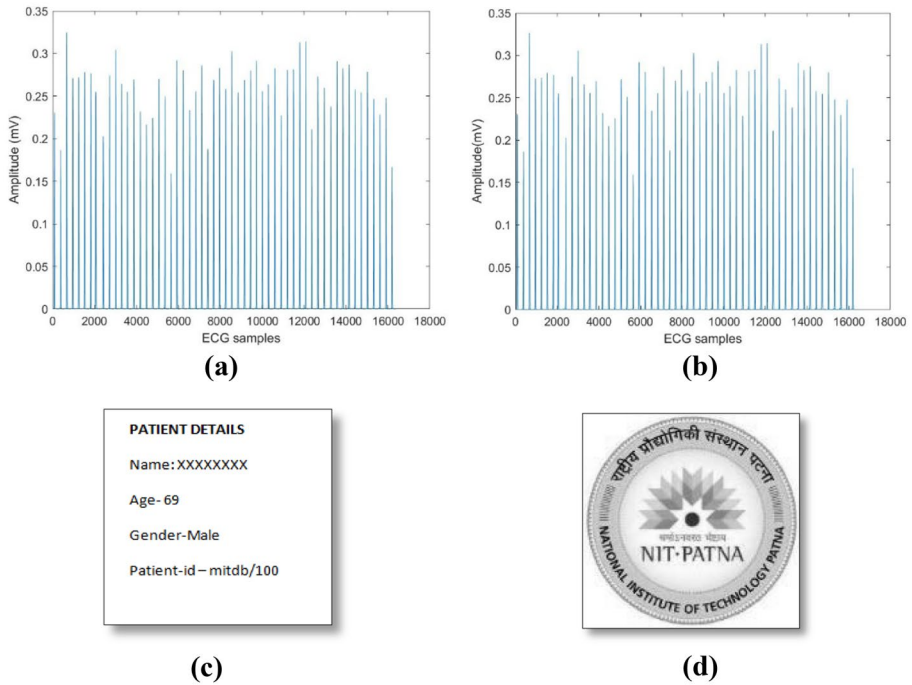 0.35
0.3
0.25
0.2
0.15
0.1
0.05
0
Amplitude (mV)
0 2000 4000 6000 8000 10000 12000 14000 16000 18000
ECG samples
(a)
0.35
0.3
0.25
0.2
0.15
0.1
0.05
0
Amplitude(mV)
0 2000 4000 6000 8000 10000 12000 14000 16000 18000
ECG samples
(b)
PATIENT DETAILS
Name: XXXXXXXX
Age- 69
Gender-Male
Patient-id – mitdb/100
(c)
राष्ट्रीय प्रौद्योगिकी संस्थान पटना
NIT·PATNA
NATIONAL INSTITUTE OF TECHNOLOGY PATNA
(d)